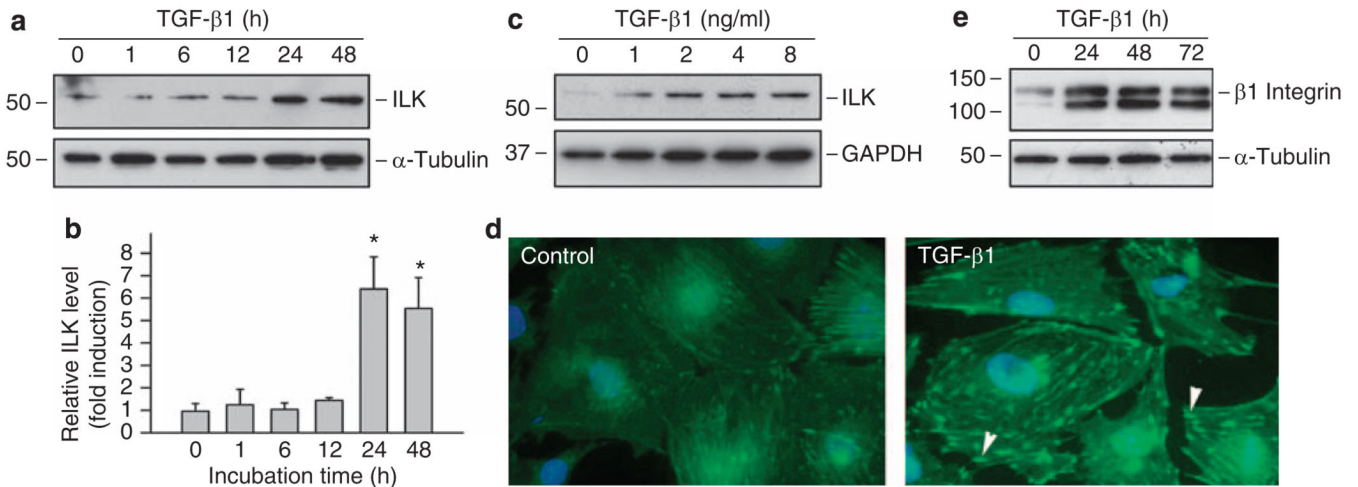 a
TGF-β1 (h)
0 1 6 12 24 48
50
ILK
50
α-Tubulin
b
Relative ILK level
(fold induction)
8
7
6
5
4
3
2
1
0
* *
0 1 6 12 24 48
Incubation time (h)
c
TGF-β1 (ng/ml)
0 1 2 4 8
50
ILK
37
GAPDH
d
Control
TGF-β1
e
TGF-β1 (h)
0 24 48 72
150
100
β1 Integrin
50
α-Tubulin